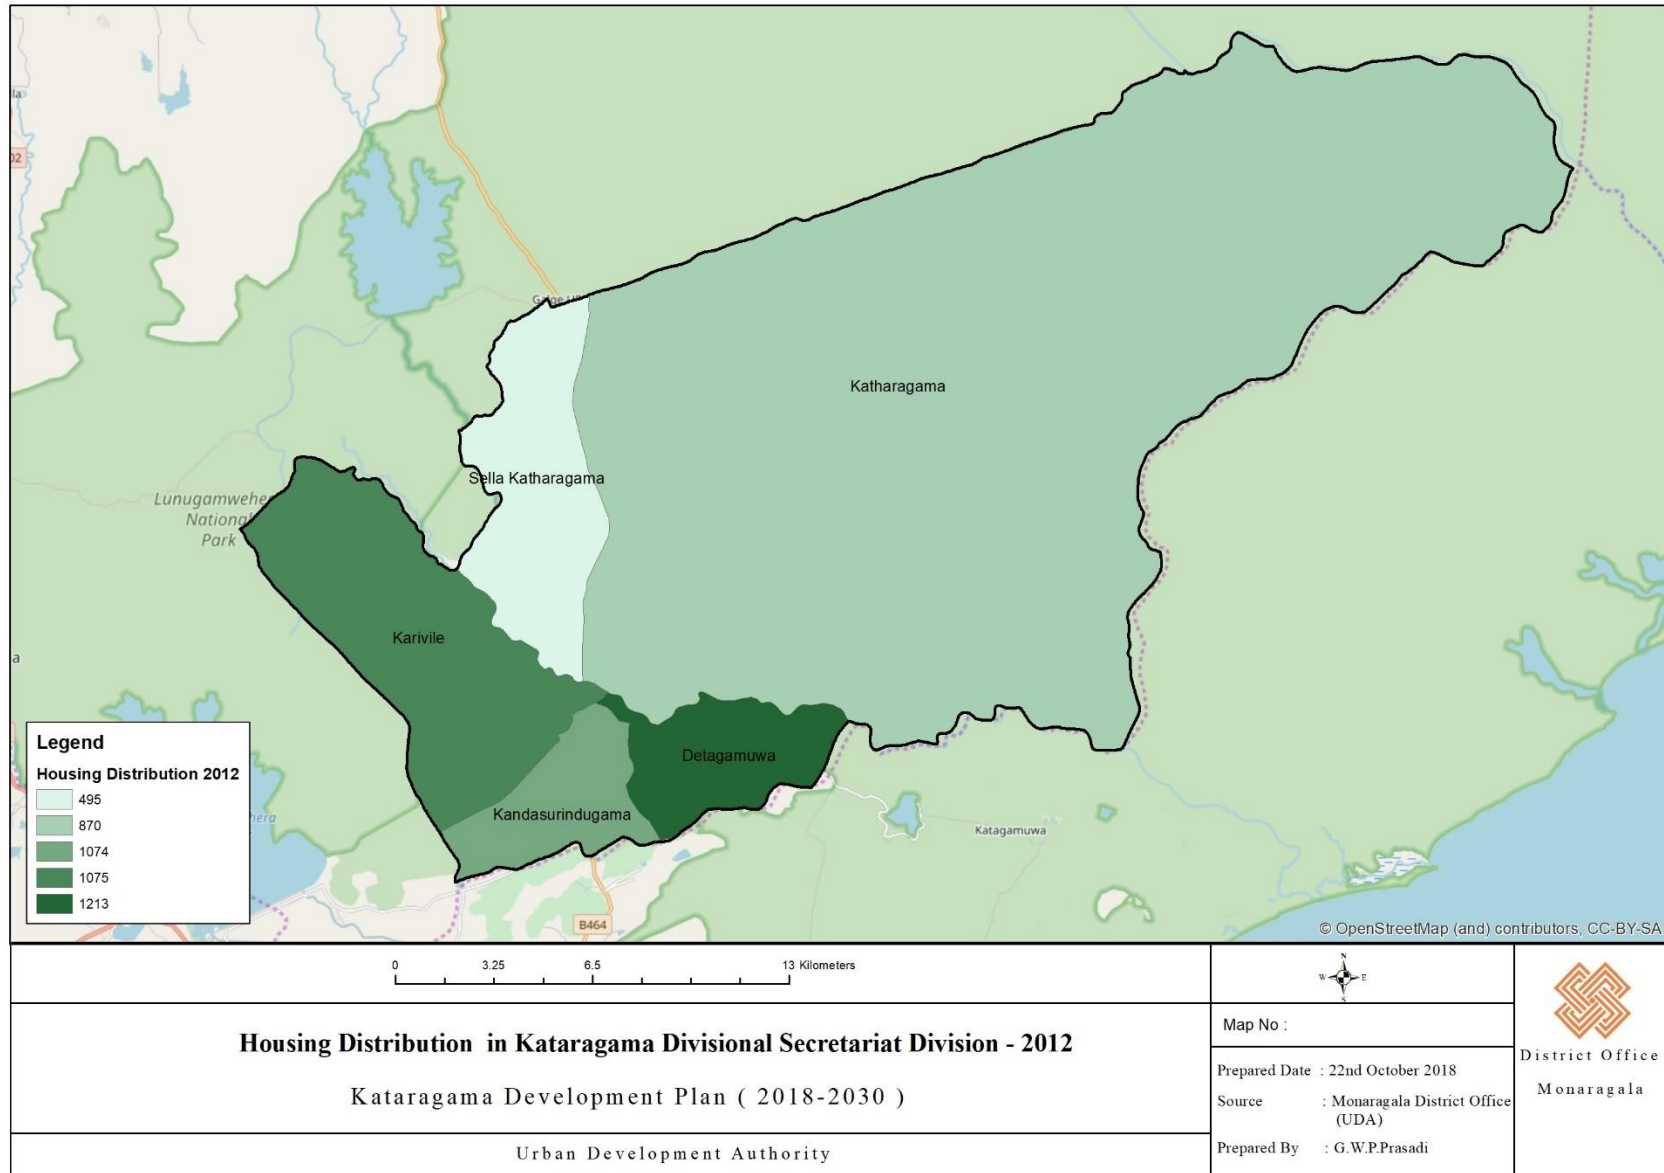 02
Galge
Katharagama
Sella Katharagama
Lunugamwehe
National
Park
Karivile
Detagamuwa
Kandasurindugama
Katagamuwa
B464
Legend
Housing Distribution 2012
495
870
1074
1075
1213
© OpenStreetMap (and) contributors, CC-BY-SA
0 3.25 6.5 13 Kilometers
N
W E
S
Housing Distribution in Kataragama Divisional Secretariat Division - 2012
Kataragama Development Plan ( 2018-2030 )
Urban Development Authority
Map No :
Prepared Date : 22nd October 2018
Source : Monaragala District Office
(UDA)
Prepared By : G.W.P.Prasadi
District Office
Monaragala